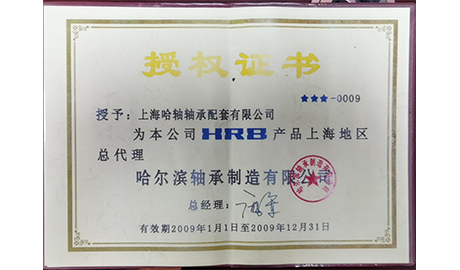 授权证书
★★★-0009
授予：上海哈轴轴承配套有限公司
为本公司HRB产品上海地区
总代理
哈尔滨轴承制造有限公司
总经理：
有效期2009年1月1日至2009年12月31日